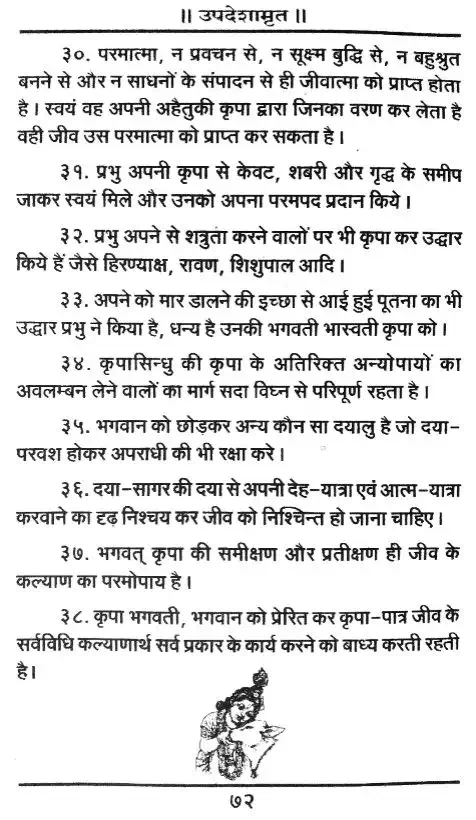 ॥ उपदेशामृत ॥
३०. परमात्मा, न प्रवचन से, न सूक्ष्म बुद्धि से, न बहुश्रुत
बनने से और न साधनों के संपादन से ही जीवात्मा को प्राप्त होता
है। स्वयं वह अपनी अहैतुकी कृपा द्वारा जिनका वरण कर लेता है
वही जीव उस परमात्मा को प्राप्त कर सकता है।
३१. प्रभु अपनी कृपा से केवट, शबरी और गृद्ध के समीप
जाकर स्वयं मिले और उनको अपना परमपद प्रदान किये।
३२. प्रभु अपने से शत्रुता करने वालों पर भी कृपा कर उद्धार
किये हैं जैसे हिरण्याक्ष, रावण, शिशुपाल आदि।
३३. अपने को मार डालने की इच्छा से आई हुई पूतना का भी
उद्धार प्रभु ने किया है, धन्य है उनकी भगवती भास्वती कृपा को।
३४. कृपासिन्धु की कृपा के अतिरिक्त अन्योपायों का
अवलम्बन लेने वालों का मार्ग सदा विघ्न से परिपूर्ण रहता है।
३५. भगवान को छोड़कर अन्य कौन सा दयालु है जो दया-
परवश होकर अपराधी की भी रक्षा करे।
३६. दया-सागर की दया से अपनी देह-यात्रा एवं आत्म-यात्रा
करवाने का दृढ़ निश्चय कर जीव को निश्चिन्त हो जाना चाहिए।
३७. भगवत् कृपा की समीक्षण और प्रतीक्षण ही जीव के
कल्याण का परमोपाय है।
३८. कृपा भगवती, भगवान को प्रेरित कर कृपा-पात्र जीव के
सर्वविधि कल्याणार्थ सर्व प्रकार के कार्य करने को बाध्य करती रहती
है।
७२